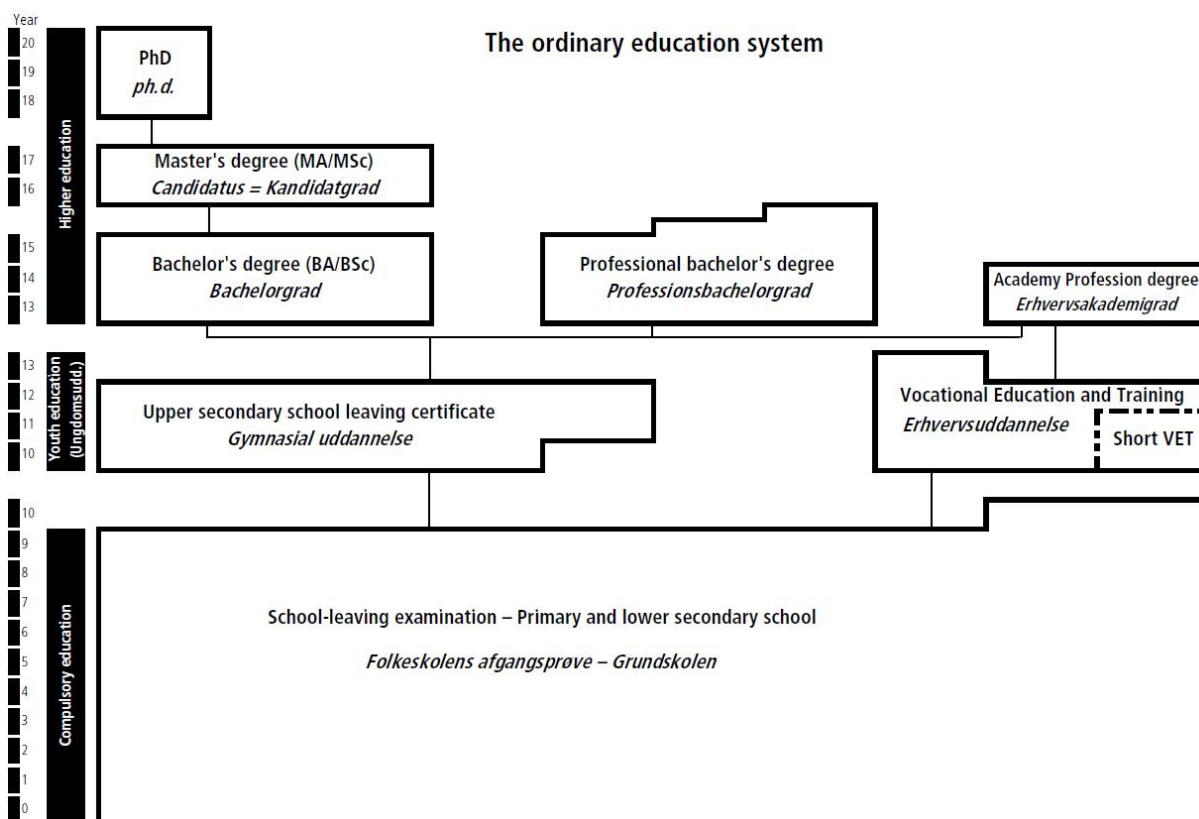 Year
The ordinary education system
20
19
18
Higher education
PhD
ph.d.
17
16
Master's degree (MA/MSc)
Candidatus = Kandidatgrad
15
14
13
Bachelor's degree (BA/BSc)
Bachelorgrad
Professional bachelor's degree
Professionsbachelorgrad
Academy Profession degree
Erhvervsakademigrad
13
12
11
10
Youth education
(Ungdomsudd.)
Upper secondary school leaving certificate
Gymnasial uddannelse
Vocational Education and Training
Erhvervsuddannelse
Short VET
10
9
8
7
6
5
4
3
2
1
0
Compulsory education
School-leaving examination – Primary and lower secondary school
Folkeskolens afgangsprøve – Grundskolen